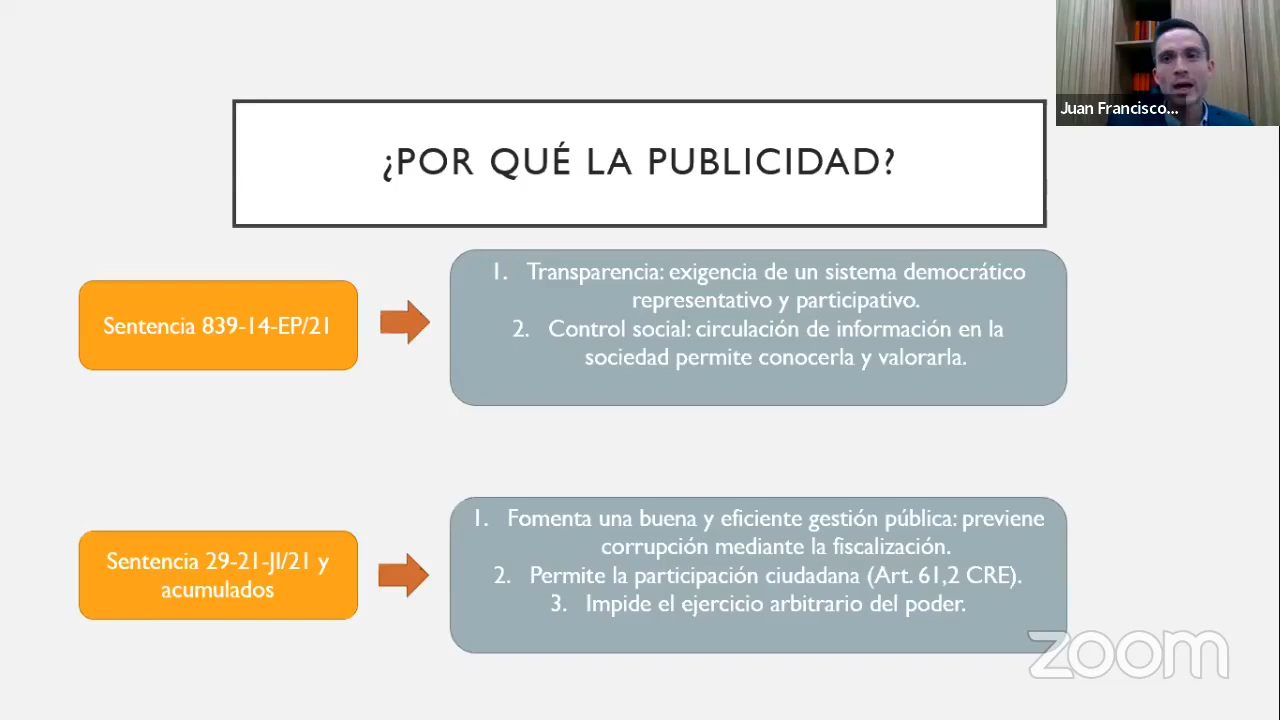 Juan Francisco...
¿POR QUÉ LA PUBLICIDAD?
Sentencia 839-14-EP/21
1. Transparencia: exigencia de un sistema democrático
representativo y participativo.
2. Control social: circulación de información en la
sociedad permite conocerla y valorarla.
Sentencia 29-21-JI/21 y
acumulados
1. Fomenta una buena y eficiente gestión pública: previene
corrupción mediante la fiscalización.
2. Permite la participación ciudadana (Art. 61,2 CRE).
3. Impide el ejercicio arbitrario del poder.
zoom